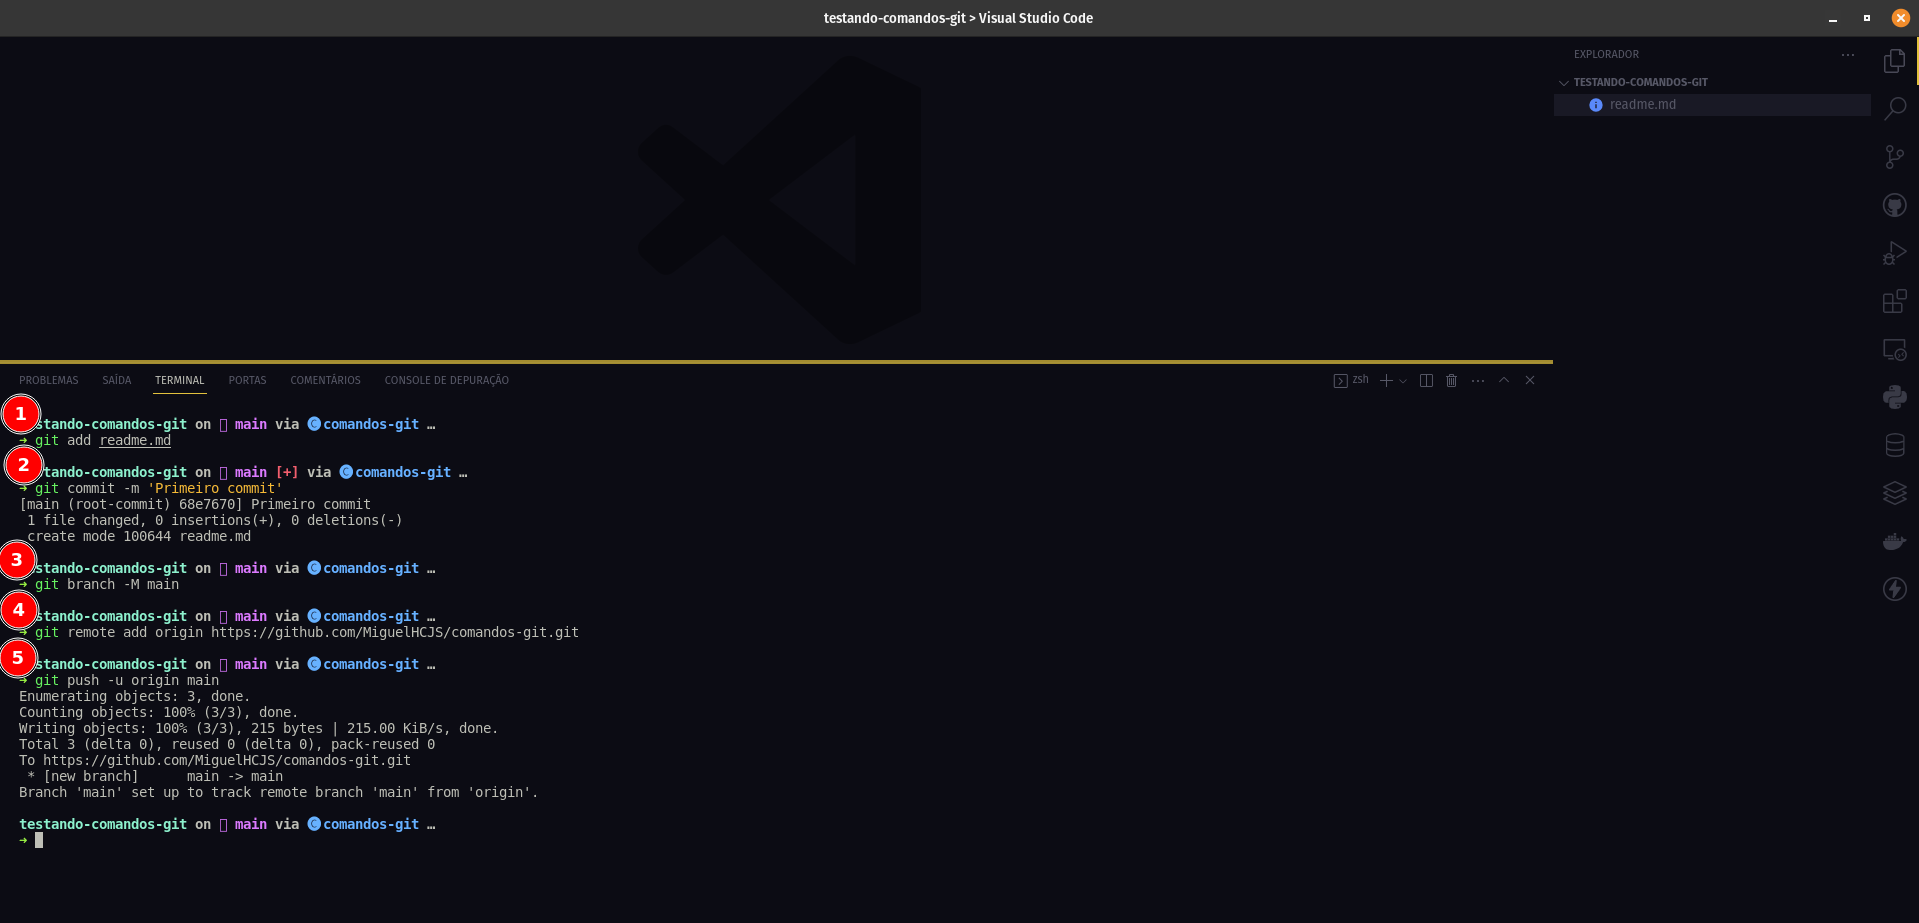 testando-comandos-git > Visual Studio Code
EXPLORADOR
TESTANDO-COMANDOS-GIT
readme.md
PROBLEMAS SAÍDA TERMINAL PORTAS COMENTÁRIOS CONSOLE DE DEPURAÇÃO zsh
1
stando-comandos-git on main via 🅒 comandos-git …
➜ git add readme.md
2
tando-comandos-git on main [+] via 🅒 comandos-git …
➜ git commit -m 'Primeiro commit'
[main (root-commit) 68e7670] Primeiro commit
1 file changed, 0 insertions(+), 0 deletions(-)
create mode 100644 readme.md
3
stando-comandos-git on main via 🅒 comandos-git …
➜ git branch -M main
4
stando-comandos-git on main via 🅒 comandos-git …
➜ git remote add origin https://github.com/MiguelHCJS/comandos-git.git
5
stando-comandos-git on main via 🅒 comandos-git …
➜ git push -u origin main
Enumerating objects: 3, done.
Counting objects: 100% (3/3), done.
Writing objects: 100% (3/3), 215 bytes | 215.00 KiB/s, done.
Total 3 (delta 0), reused 0 (delta 0), pack-reused 0
To https://github.com/MiguelHCJS/comandos-git.git
* [new branch]      main -> main
Branch 'main' set up to track remote branch 'main' from 'origin'.
testando-comandos-git on main via 🅒 comandos-git …
➜